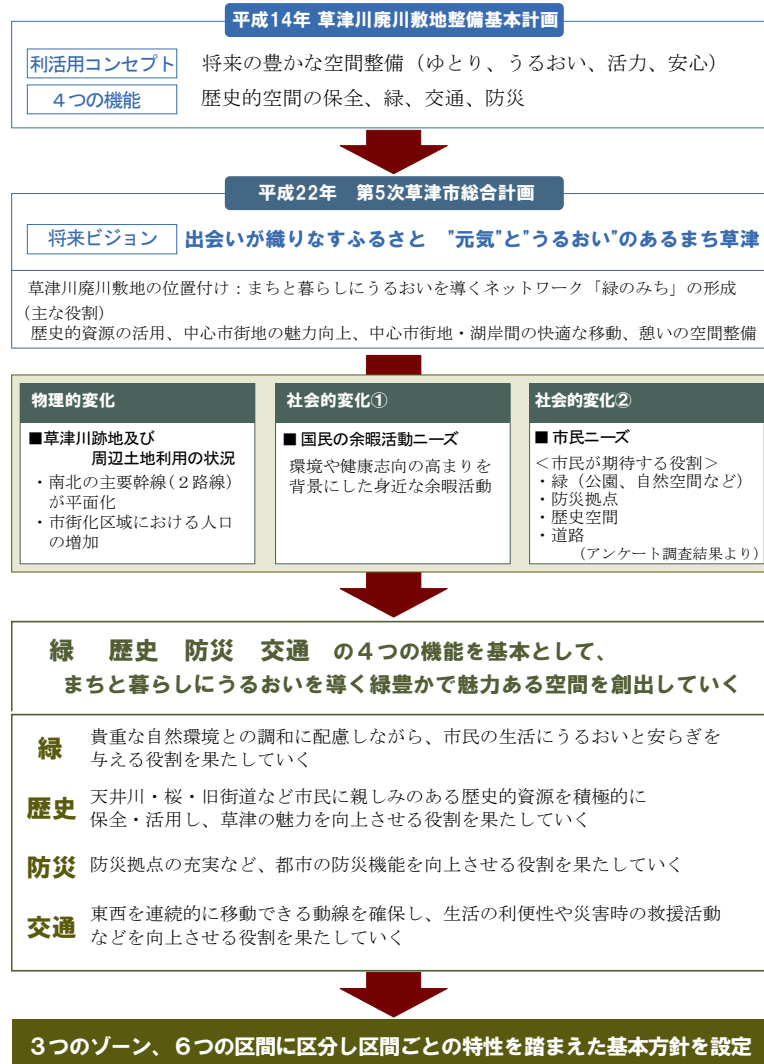 平成14年 草津川廃川敷地整備基本計画
利活用コンセプト 将来の豊かな空間整備（ゆとり、うるおい、活力、安心）
４つの機能 歴史的空間の保全、緑、交通、防災
平成22年　第5次草津市総合計画
将来ビジョン 出会いが織りなすふるさと　”元気”と”うるおい”のあるまち草津
草津川廃川敷地の位置付け：まちと暮らしにうるおいを導くネットワーク「緑のみち」の形成
（主な役割）
歴史的資源の活用、中心市街地の魅力向上、中心市街地・湖岸間の快適な移動、憩いの空間整備
物理的変化
■草津川跡地及び
周辺土地利用の状況
・南北の主要幹線（２路線）
が平面化
・市街化区域における人口
の増加
社会的変化①
■国民の余暇活動ニーズ
環境や健康志向の高まりを
背景にした身近な余暇活動
社会的変化②
■市民ニーズ
＜市民が期待する役割＞
・緑（公園、自然空間など）
・防災拠点
・歴史空間
・道路
（アンケート調査結果より）
緑　歴史　防災　交通　の４つの機能を基本として、
まちと暮らしにうるおいを導く緑豊かで魅力ある空間を創出していく
緑 貴重な自然環境との調和に配慮しながら、市民の生活にうるおいと安らぎを
与える役割を果たしていく
歴史 天井川・桜・旧街道など市民に親しみのある歴史的資源を積極的に
保全・活用し、草津の魅力を向上させる役割を果たしていく
防災 防災拠点の充実など、都市の防災機能を向上させる役割を果たしていく
交通 東西を連続的に移動できる動線を確保し、生活の利便性や災害時の救援活動
などを向上させる役割を果たしていく
３つのゾーン、６つの区間に区分し区間ごとの特性を踏まえた基本方針を設定